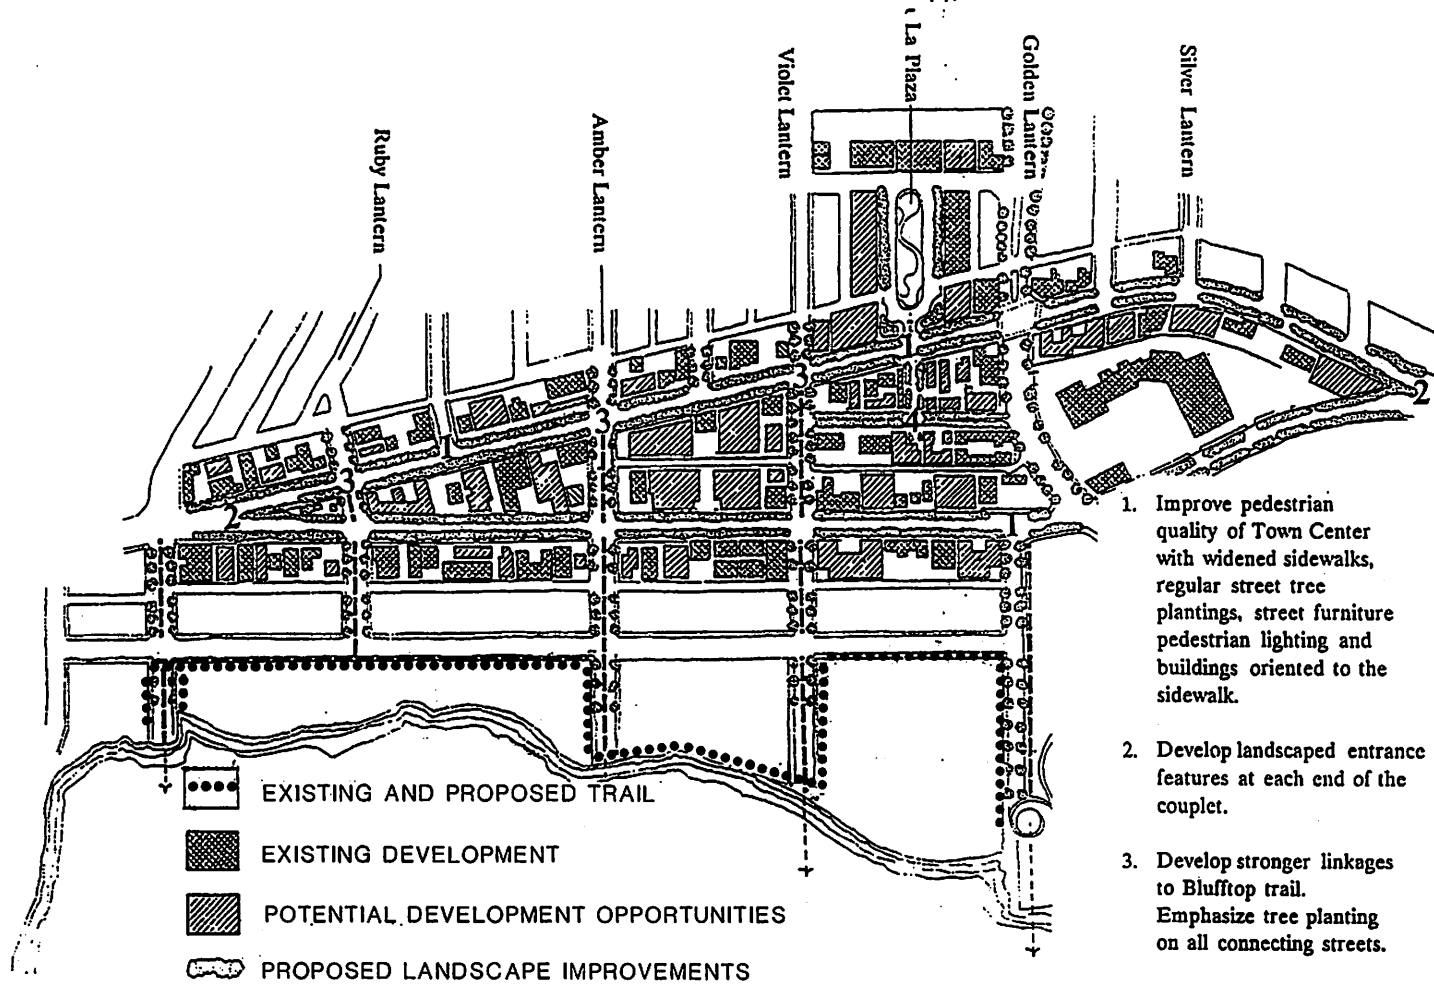 La Plaza
Golden Lantern
Silver Lantern
Violet Lantern
Amber Lantern
Ruby Lantern
1
3
2
3
4
1
3
2
1
EXISTING AND PROPOSED TRAIL
EXISTING DEVELOPMENT
POTENTIAL DEVELOPMENT OPPORTUNITIES
PROPOSED LANDSCAPE IMPROVEMENTS
1. Improve pedestrian
quality of Town Center
with widened sidewalks,
regular street tree
plantings, street furniture
pedestrian lighting and
buildings oriented to the
sidewalk.
2. Develop landscaped entrance
features at each end of the
couplet.
3. Develop stronger linkages
to Blufftop trail.
Emphasize tree planting
on all connecting streets.